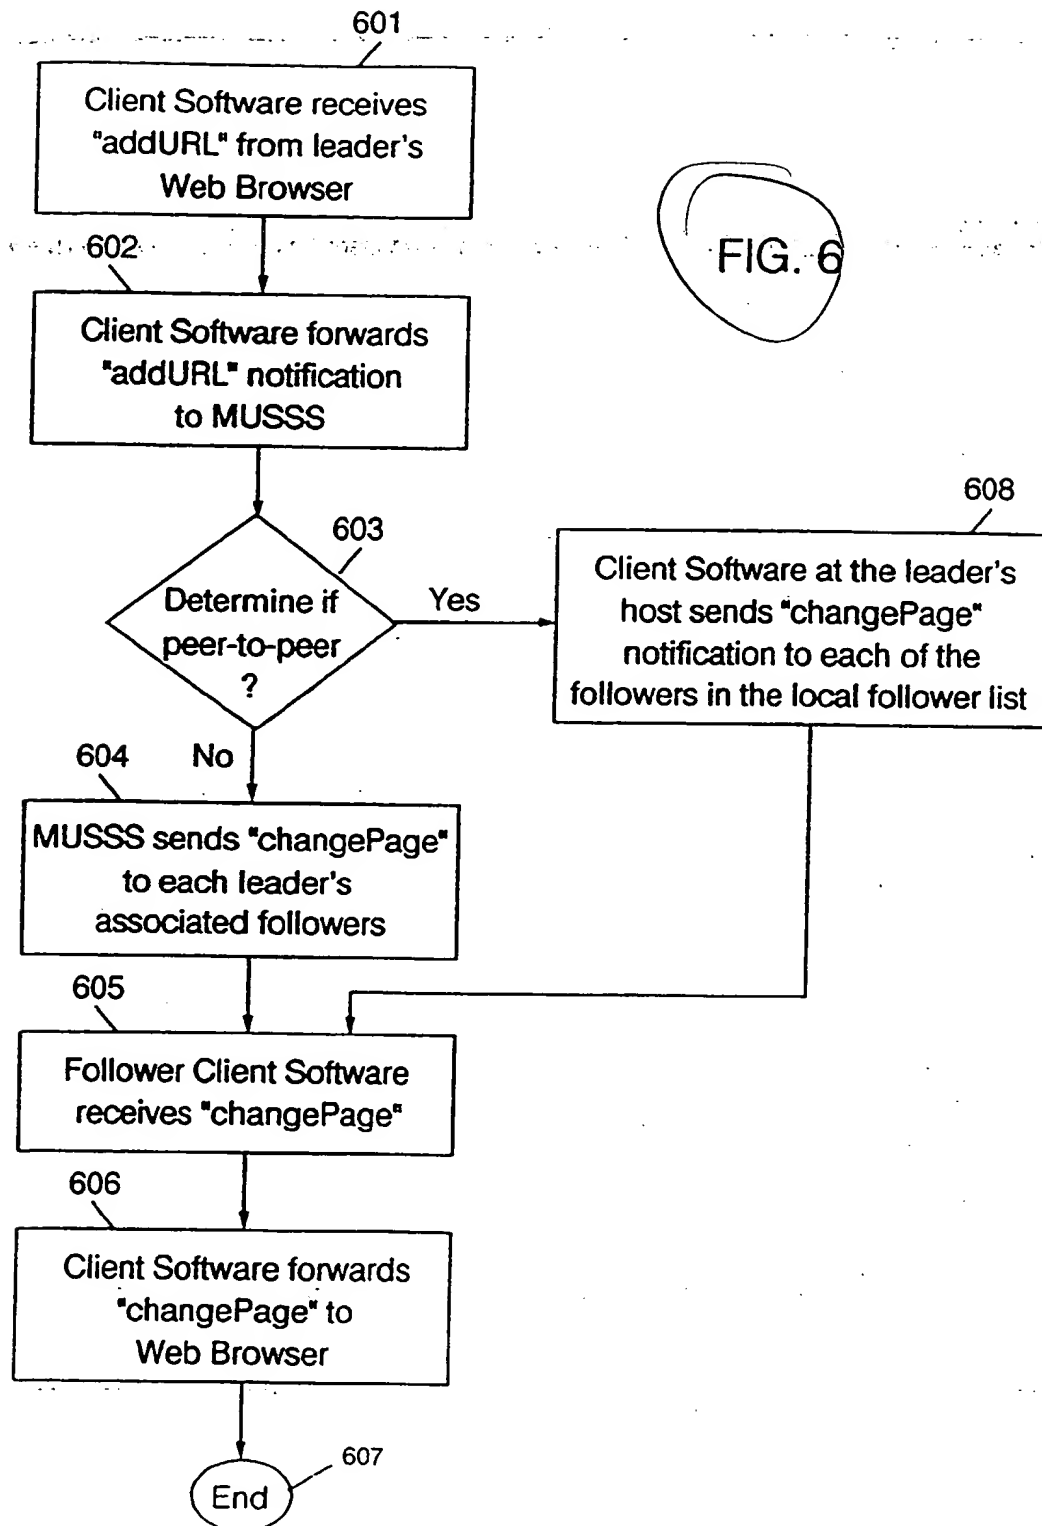 601
Client Software receives
"addURL" from leader's
Web Browser
FIG. 6
602
Client Software forwards
"addURL" notification
to MUSSS
603
Determine if
peer-to-peer
?
Yes
608
Client Software at the leader's
host sends "changePage"
notification to each of the
followers in the local follower list
No
604
MUSSS sends "changePage"
to each leader's
associated followers
605
Follower Client Software
receives "changePage"
606
Client Software forwards
"changePage" to
Web Browser
607
End